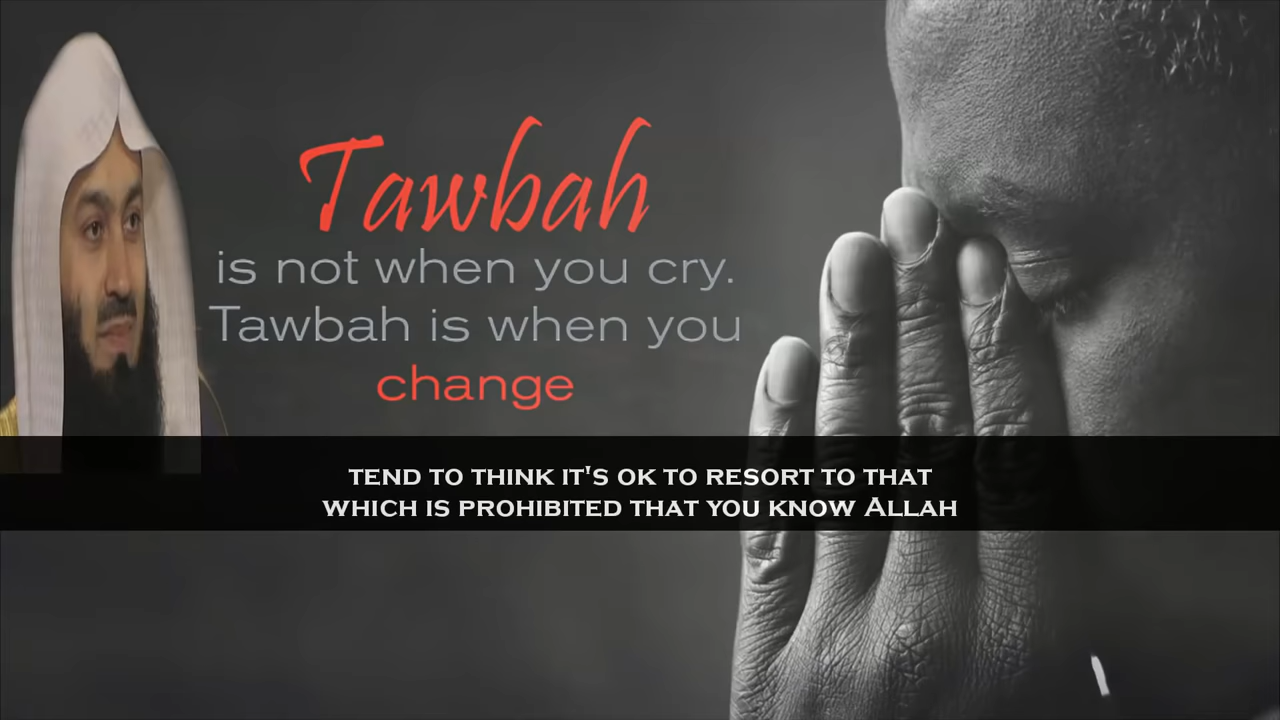 Tawbah
is not when you cry.
Tawbah is when you
change
TEND TO THINK IT'S OK TO RESORT TO THAT
WHICH IS PROHIBITED THAT YOU KNOW ALLAH